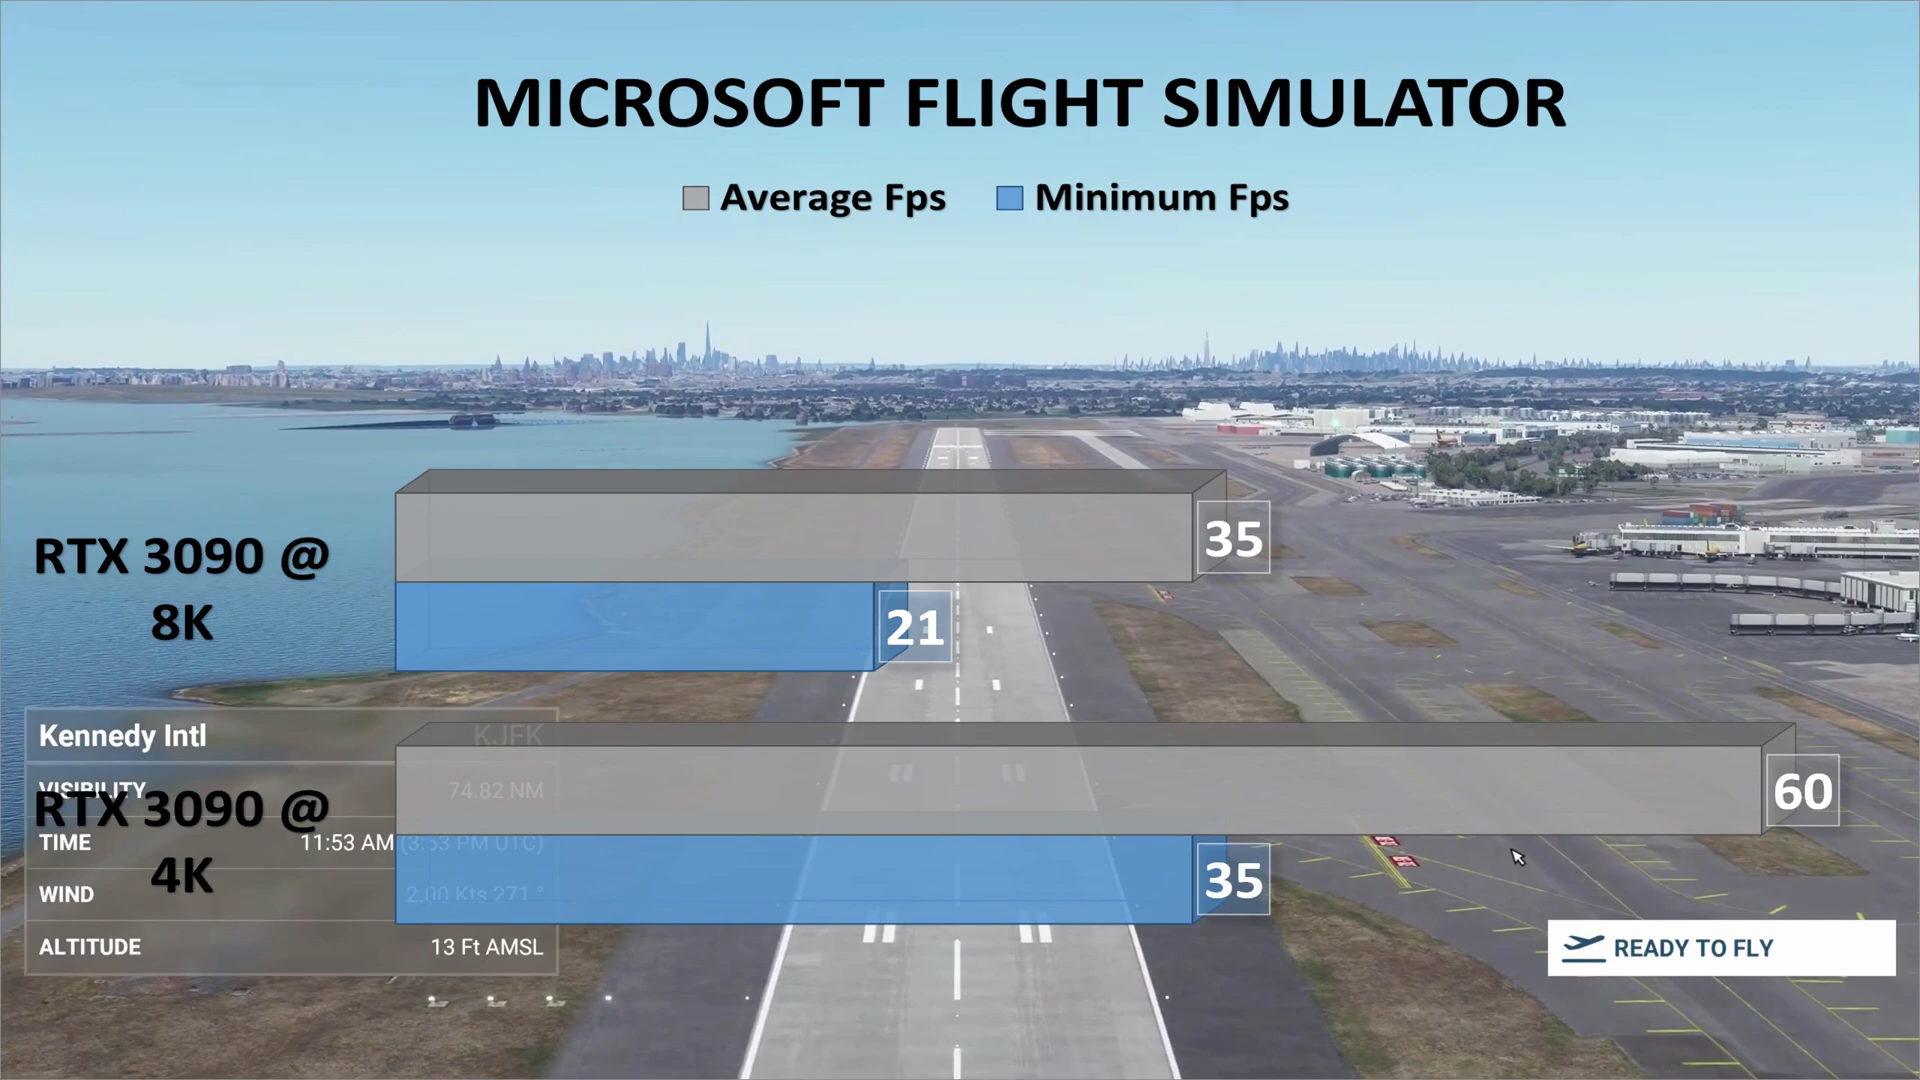 MICROSOFT FLIGHT SIMULATOR
Average Fps
Minimum Fps
RTX 3090 @
8K
35
21
Kennedy Intl
KJFK
VISIBILITY
74.82 NM
RTX 3090 @
4K
60
35
TIME
11:53 AM (3:53 PM UTC)
WIND
2.00 Kts 271 °
ALTITUDE
13 Ft AMSL
READY TO FLY